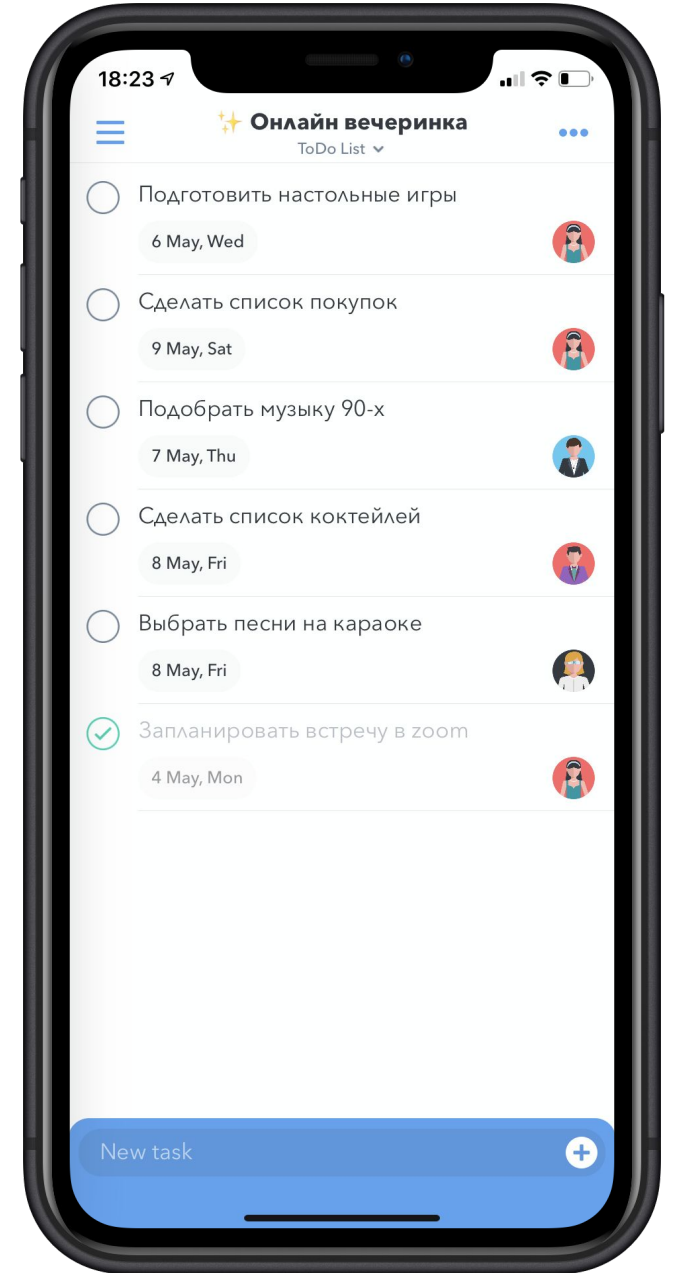 18:23
✨ Онлайн вечеринка
ToDo List
Подготовить настольные игры
6 May, Wed
Сделать список покупок
9 May, Sat
Подобрать музыку 90-х
7 May, Thu
Сделать список коктейлей
8 May, Fri
Выбрать песни на караоке
8 May, Fri
Запланировать встречу в zoom
4 May, Mon
New task